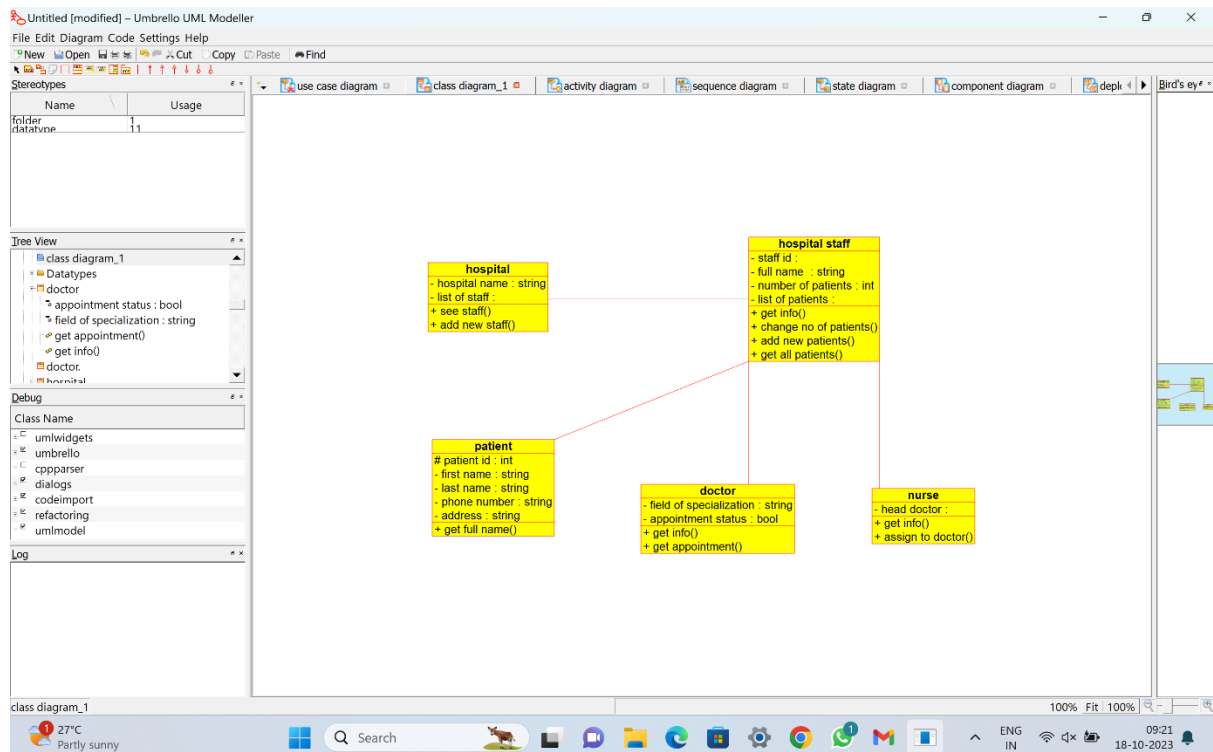 Untitled [modified] – Umbrello UML Modeller
File Edit Diagram Code Settings Help
New Open Cut Copy Paste Find
Stereotypes
Name Usage
folder 1
datatype 11
use case diagram class diagram_1 activity diagram sequence diagram state diagram component diagram depl
Bird's ey
Tree View
class diagram_1
Datatypes
doctor
appointment status : bool
field of specialization : string
get appointment()
get info()
doctor.
hospital
Debug
Class Name
umlwidgets
umbrello
cppparser
dialogs
codeimport
refactoring
umlmodel
Log
hospital
- hospital name : string
- list of staff :
+ see staff()
+ add new staff()
hospital staff
- staff id :
- full name : string
- number of patients : int
- list of patients :
+ get info()
+ change no of patients()
+ add new patients()
+ get all patients()
patient
# patient id : int
- first name : string
- last name : string
- phone number : string
- address : string
+ get full name()
doctor
- field of specialization : string
- appointment status : bool
+ get info()
+ get appointment()
nurse
- head doctor :
+ get info()
+ assign to doctor()
class diagram_1
100% Fit 100%
1
27°C
Partly sunny
Search
1
ENG
IN
09:21
18-10-2023